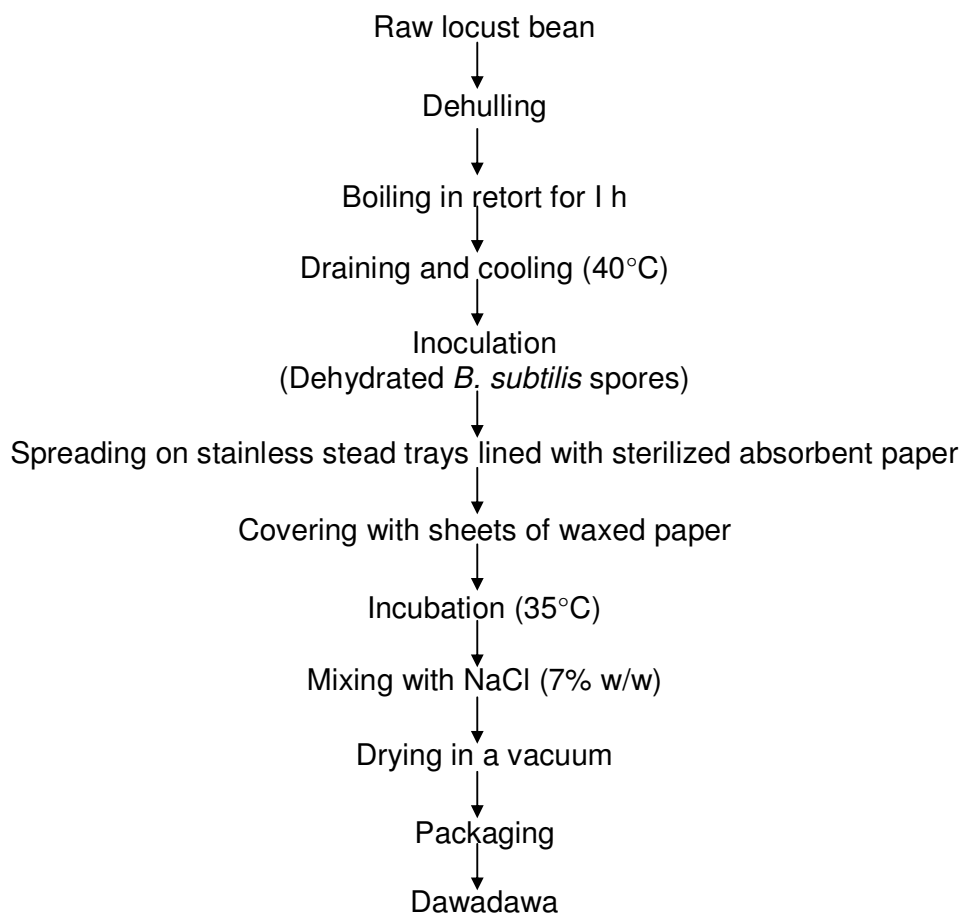 Raw locust bean
Dehulling
Boiling in retort for I h
Draining and cooling (40°C)
Inoculation
(Dehydrated B. subtilis spores)
Spreading on stainless stead trays lined with sterilized absorbent paper
Covering with sheets of waxed paper
Incubation (35°C)
Mixing with NaCl (7% w/w)
Drying in a vacuum
Packaging
Dawadawa